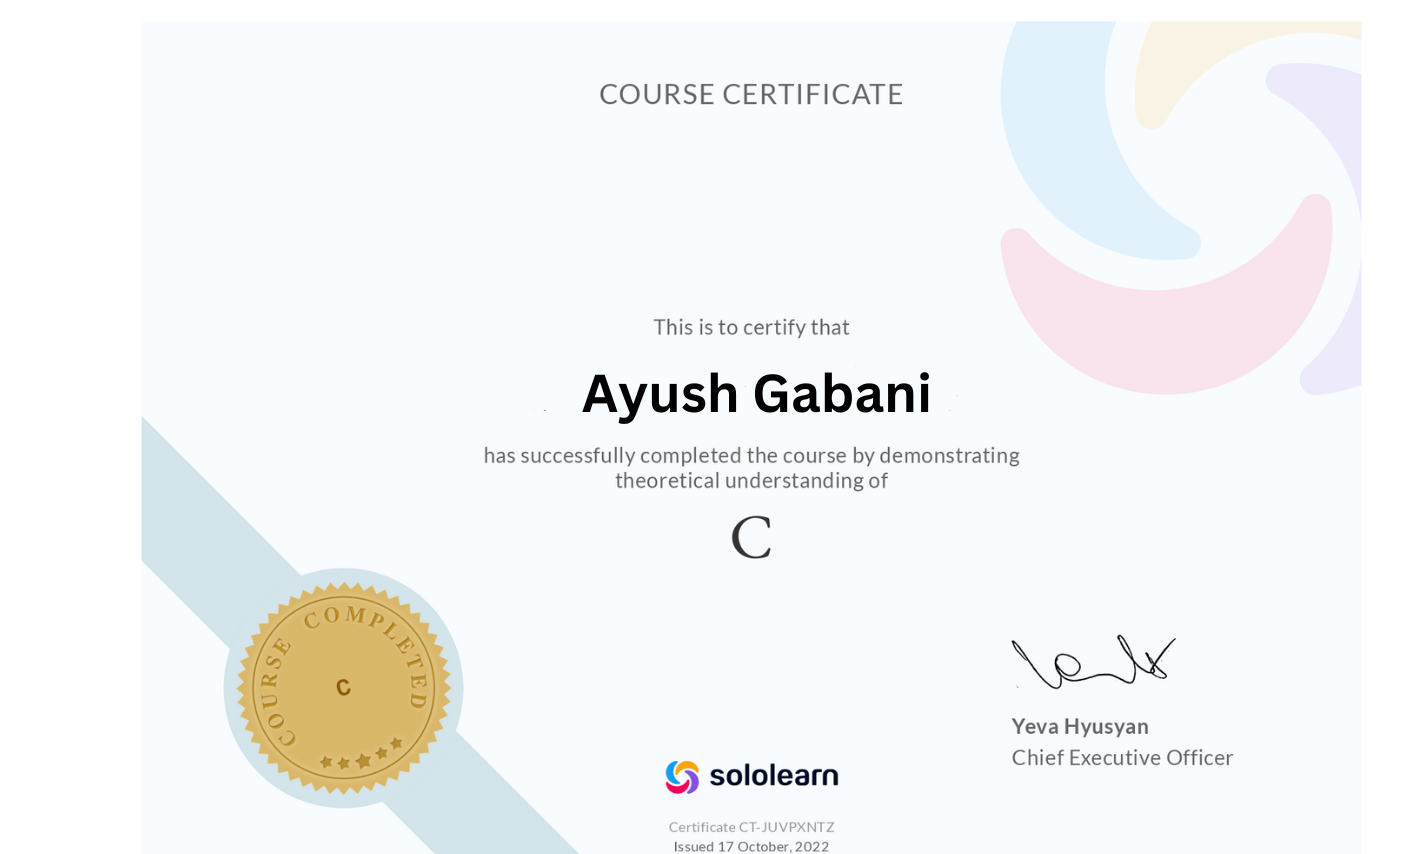 COURSE CERTIFICATE
This is to certify that
Ayush Gabani
has successfully completed the course by demonstrating
theoretical understanding of
C
COURSE COMPLETED
C
Yeva Hyusyan
Chief Executive Officer
sololearn
Certificate CT-JUVPXNTZ
Issued 17 October, 2022